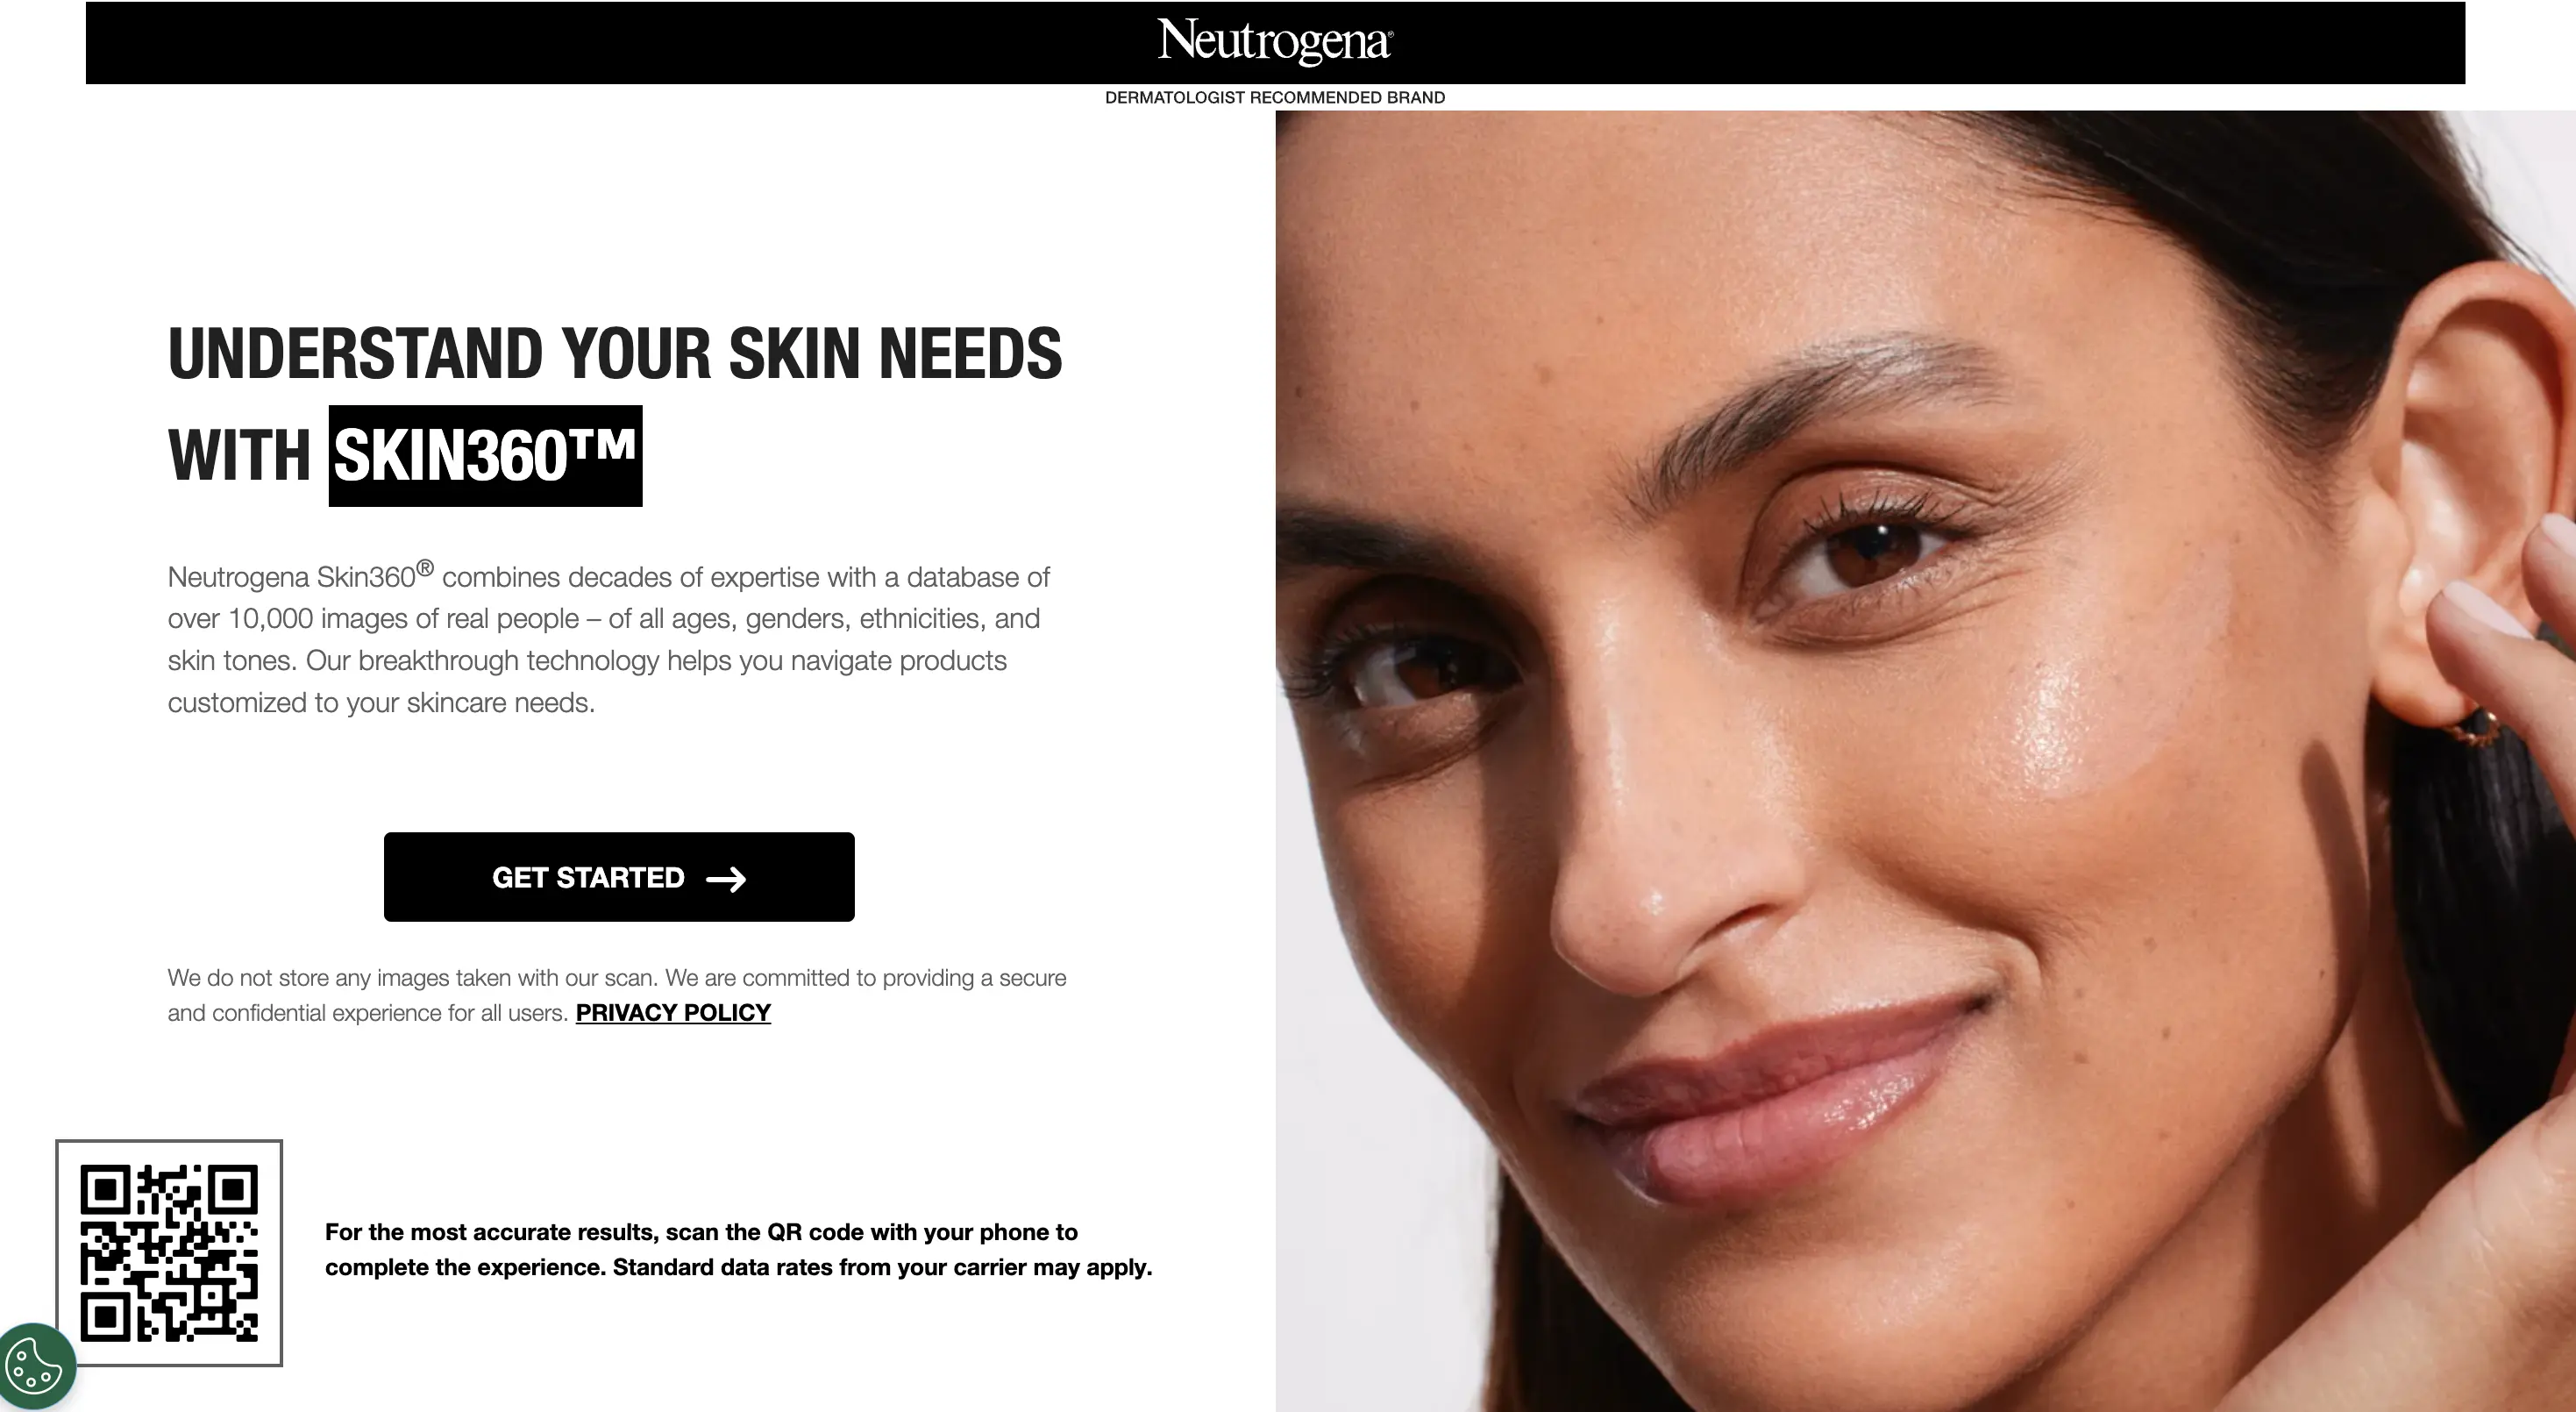 Neutrogena®
DERMATOLOGIST RECOMMENDED BRAND
UNDERSTAND YOUR SKIN NEEDS
WITH SKIN360™
Neutrogena Skin360® combines decades of expertise with a database of
over 10,000 images of real people – of all ages, genders, ethnicities, and
skin tones. Our breakthrough technology helps you navigate products
customized to your skincare needs.
GET STARTED →
We do not store any images taken with our scan. We are committed to providing a secure
and confidential experience for all users. PRIVACY POLICY
For the most accurate results, scan the QR code with your phone to
complete the experience. Standard data rates from your carrier may apply.